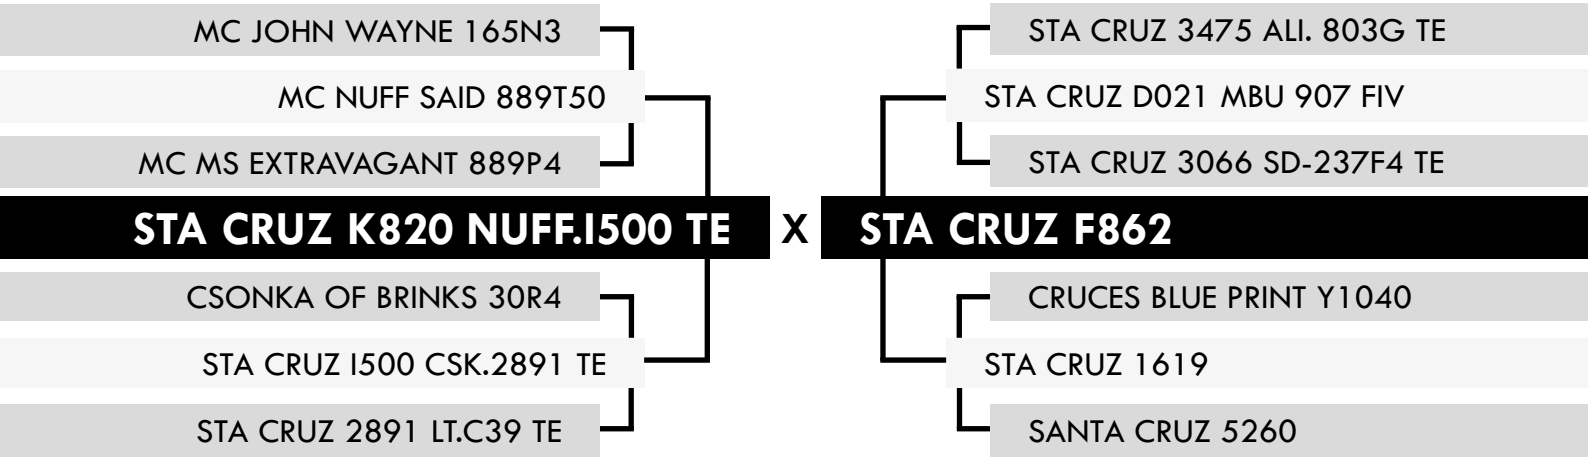 MC JOHN WAYNE 165N3
MC NUFF SAID 889T50
MC MS EXTRAVAGANT 889P4
STA CRUZ 3475 ALI. 803G TE
STA CRUZ D021 MBU 907 FIV
STA CRUZ 3066 SD-237F4 TE
STA CRUZ K820 NUFF.I500 TE X STA CRUZ F862
CSONKA OF BRINKS 30R4
STA CRUZ I500 CSK.2891 TE
STA CRUZ 2891 LT.C39 TE
CRUCES BLUE PRINT Y1040
STA CRUZ 1619
SANTA CRUZ 5260